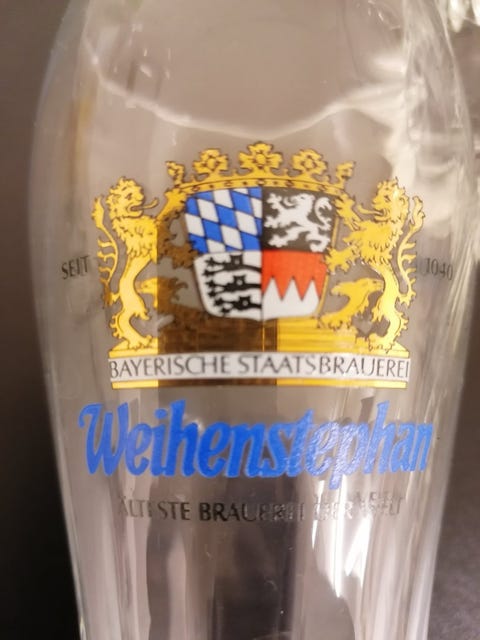 SEIT 1040
BAYERISCHE STAATSBRAUEREI
Weihenstephan
ÄLTESTE BRAUEREI DER WELT